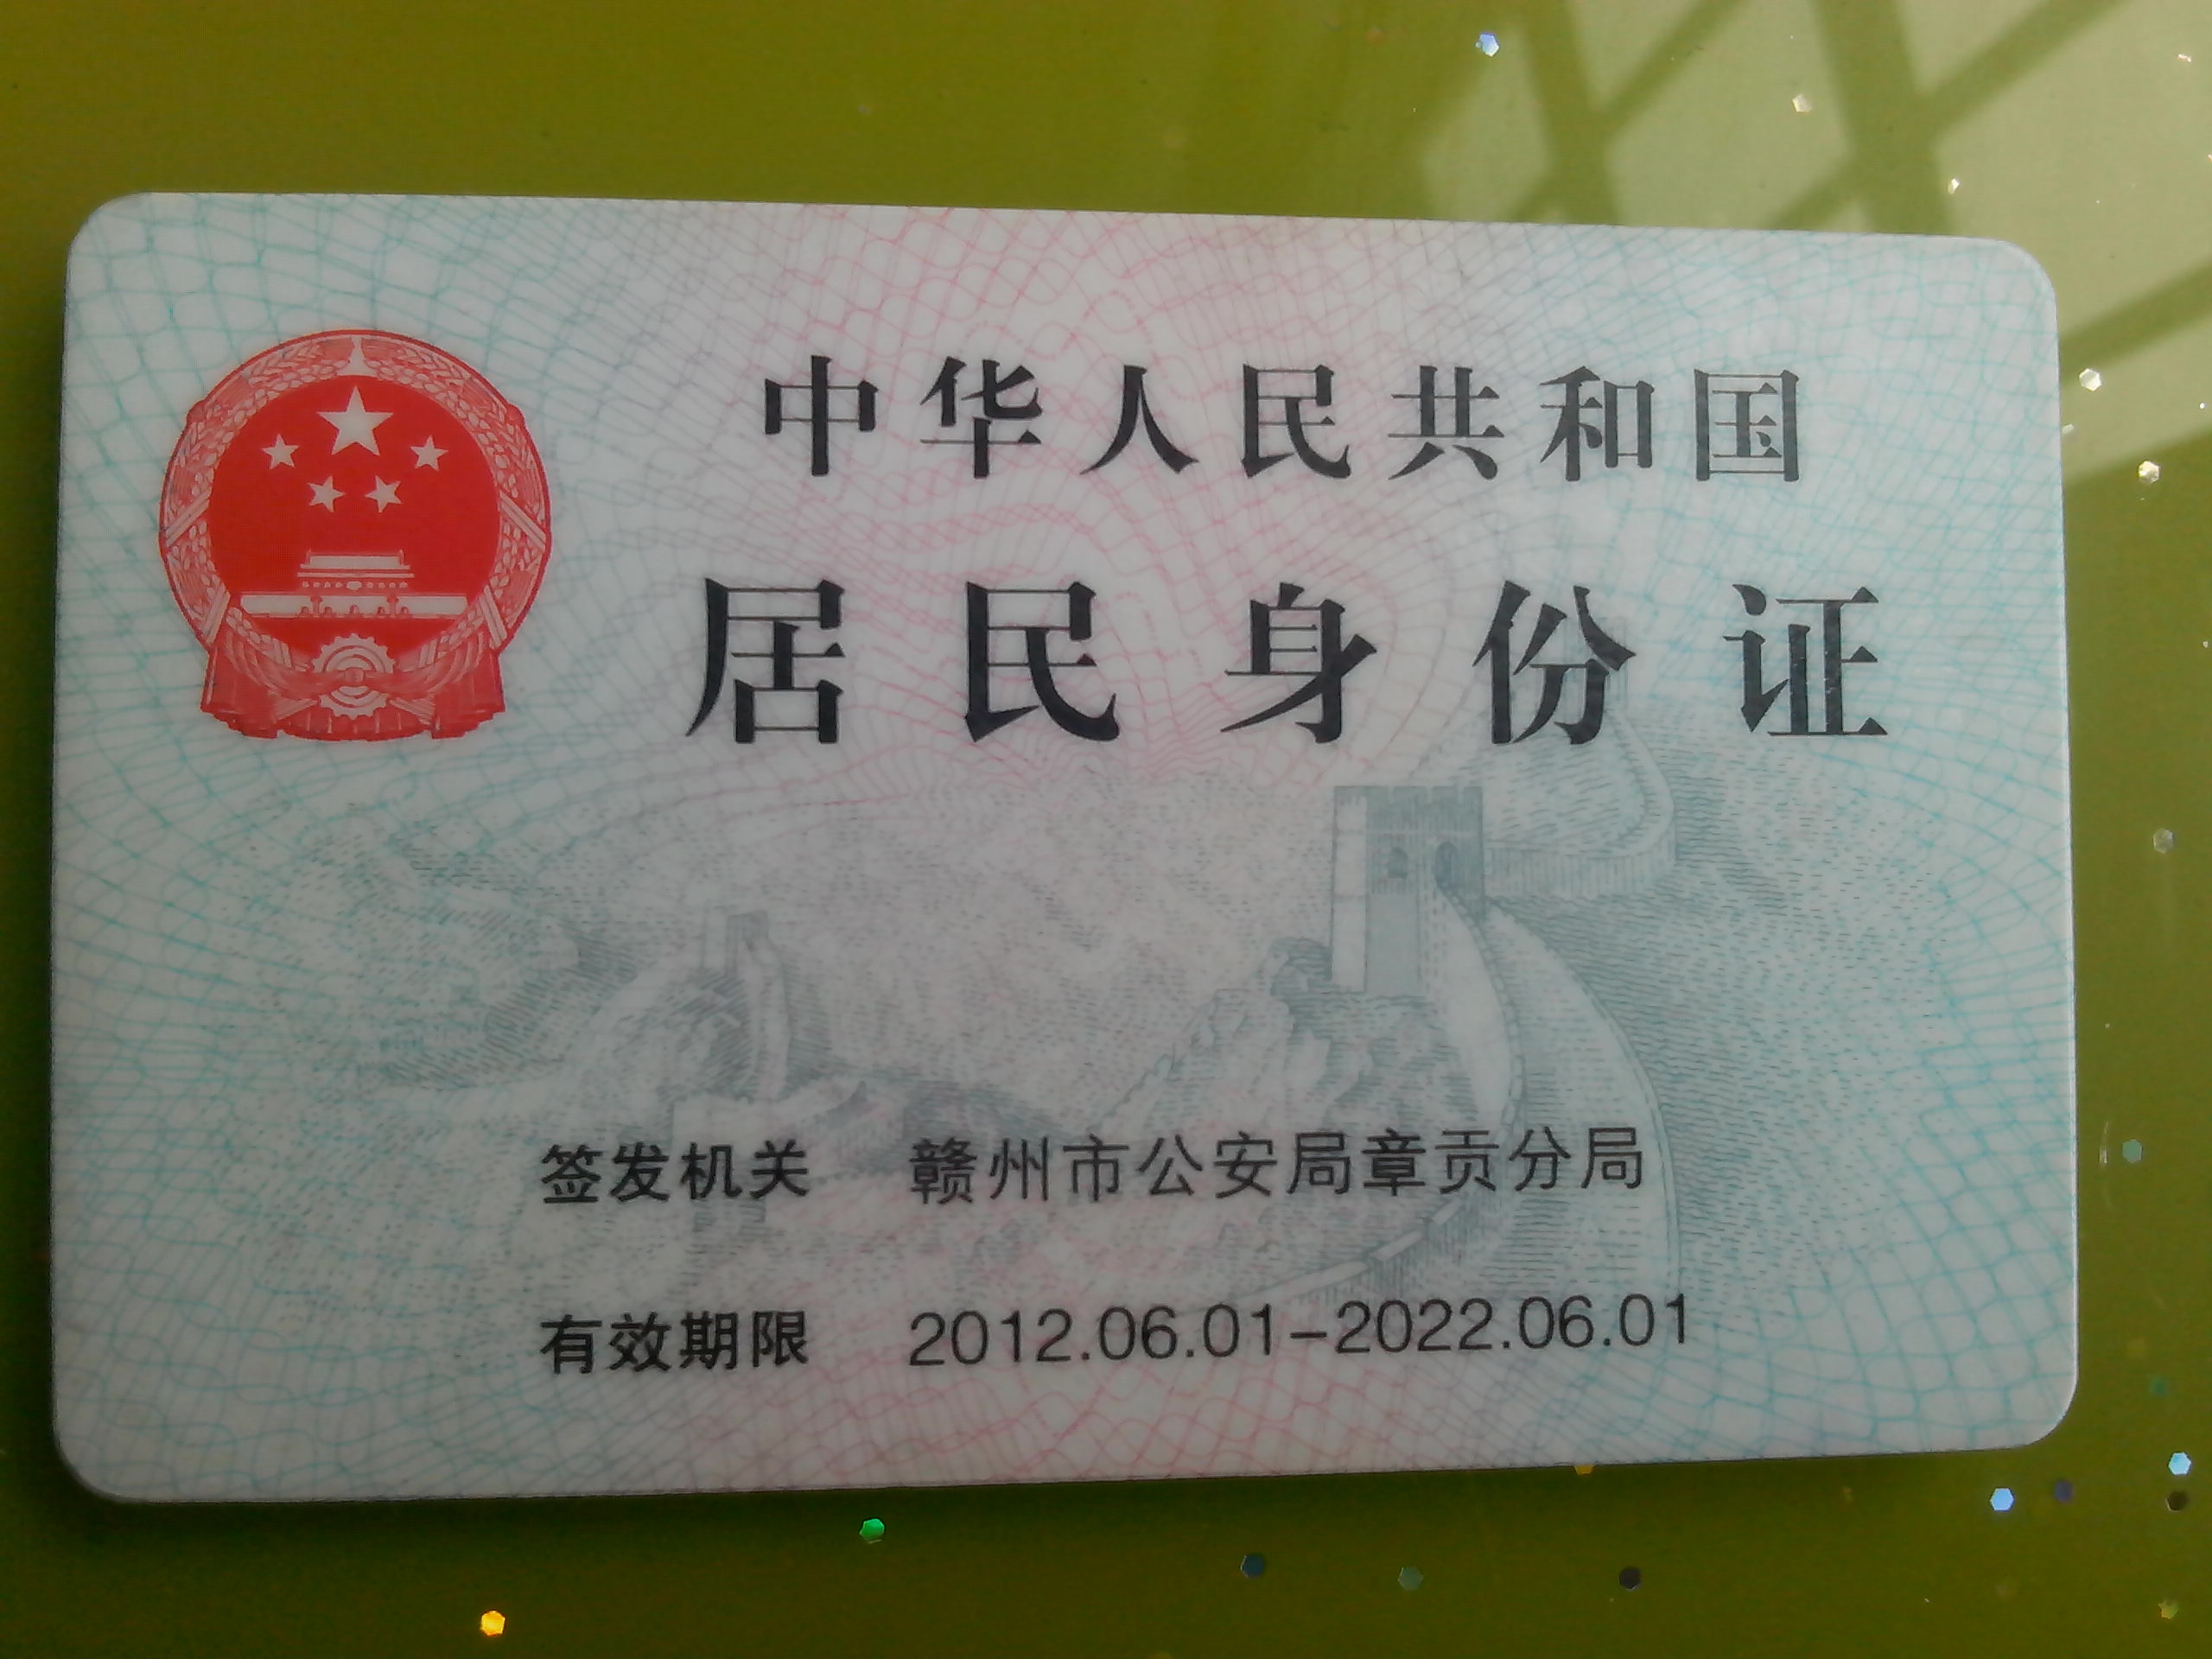 中华人民共和国
居民身份证
签发机关 赣州市公安局章贡分局
有效期限 2012.06.01-2022.06.01